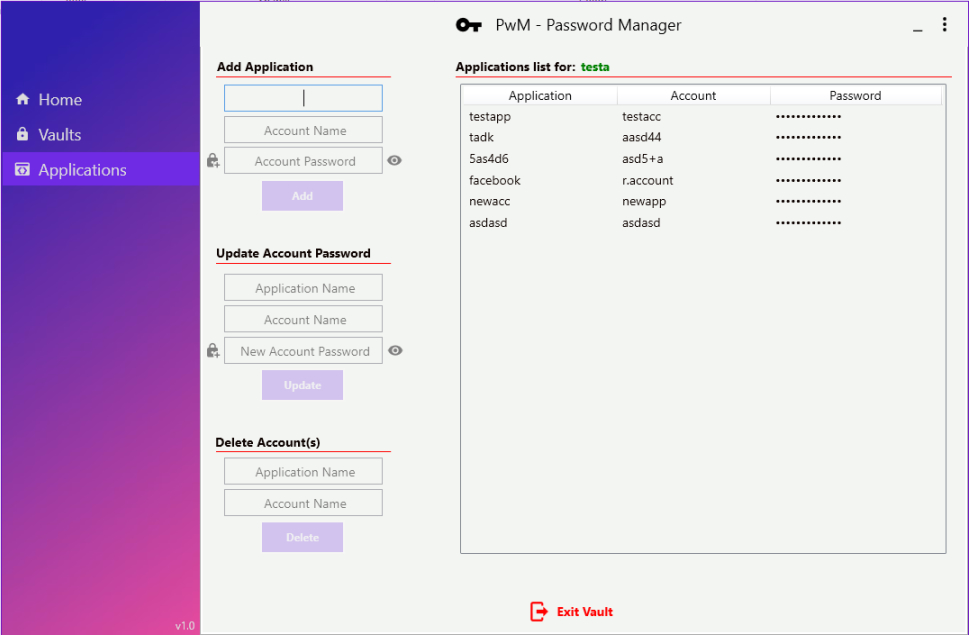 PwM - Password Manager
Home
Vaults
Applications
v1.0
Add Application
Account Name
Account Password
Add
Update Account Password
Application Name
Account Name
New Account Password
Update
Delete Account(s)
Application Name
Account Name
Delete
Applications list for: testa
Application Account Password
testapp testacc •••••••••••••
tadk aasd44 •••••••••••••
5as4d6 asd5+a •••••••••••••
facebook r.account •••••••••••••
newacc newapp •••••••••••••
asdasd asdasd •••••••••••••
Exit Vault